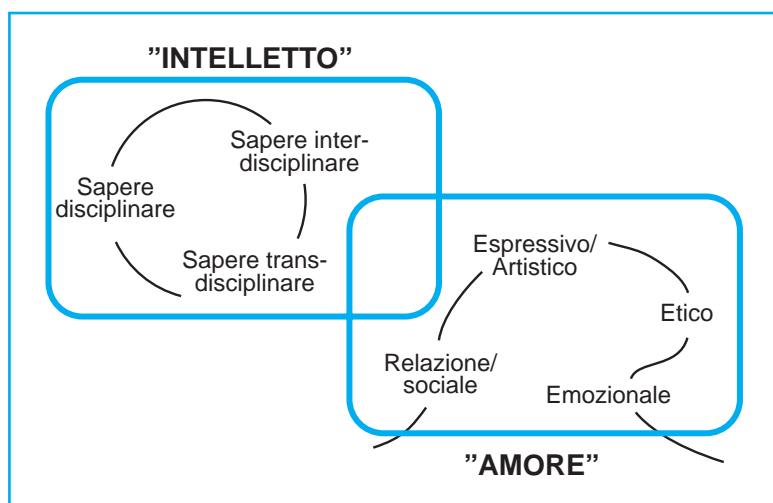 ”INTELLETTO”
Sapere inter-
disciplinare
Sapere
disciplinare
Sapere trans-
disciplinare
Espressivo/
Artistico
Etico
Relazione/
sociale
Emozionale
”AMORE”